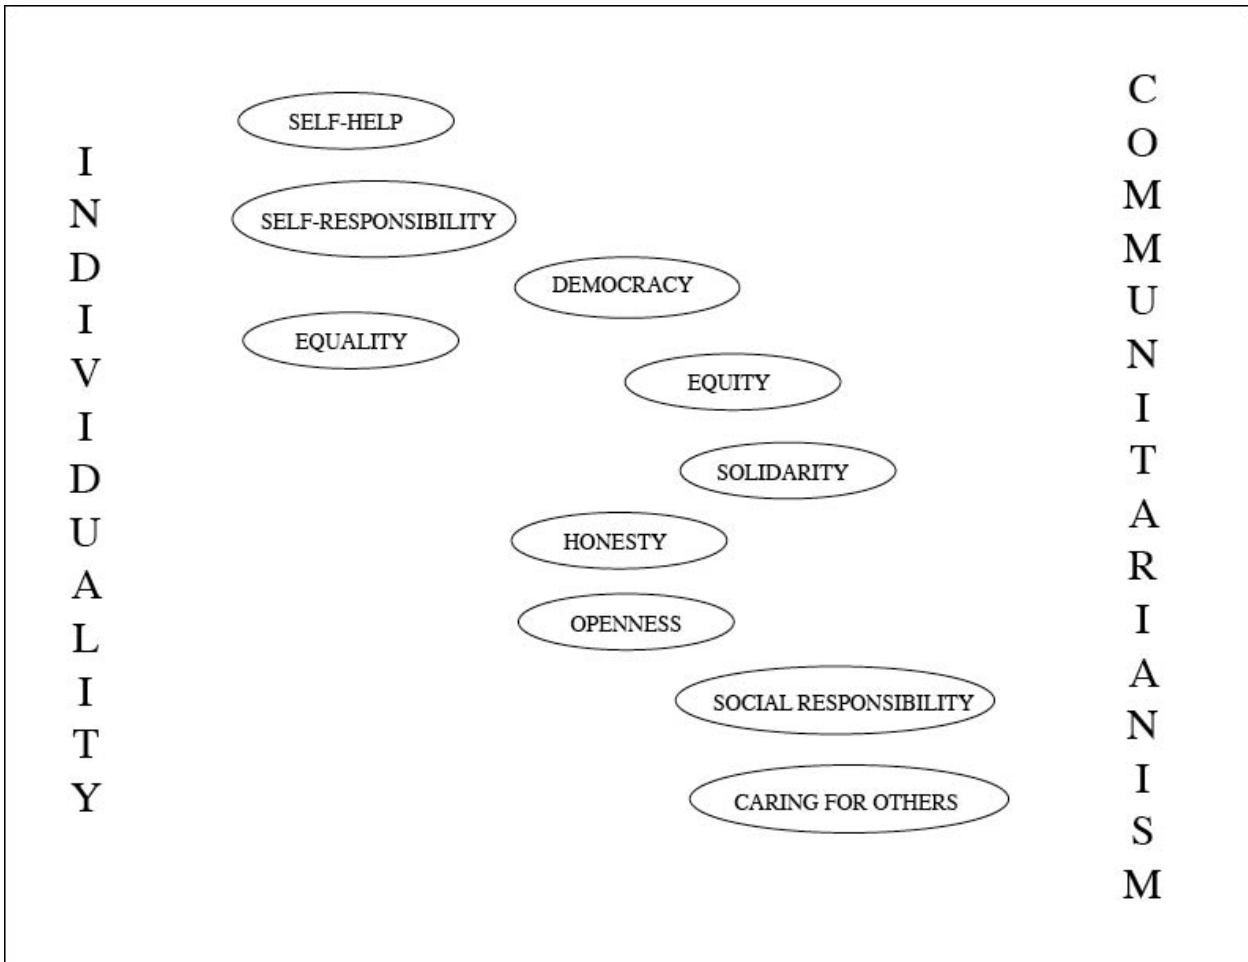 INDIVIDUALITY
SELF-HELP
SELF-RESPONSIBILITY
DEMOCRACY
EQUALITY
EQUITY
SOLIDARITY
HONESTY
OPENNESS
SOCIAL RESPONSIBILITY
CARING FOR OTHERS
COMMUNITARIANISM